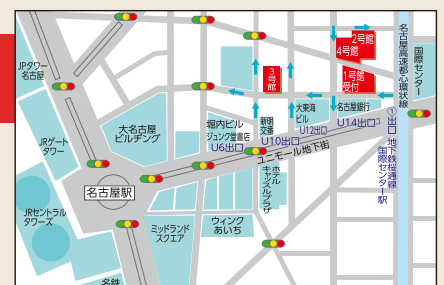 JPタワー
名古屋
JRゲート
タワー
JRセントラル
タワーズ
名古屋駅
大名古屋
ビルヂング
堀内ビル
ジュンク堂書店
U6出口
ミッドランド
スクエア
ウィング
あいち
名鉄
3号館
2号館
4号館
1号館
受付
新明
交番
大東海
ビル
U12出口
U10出口
名古屋銀行
U14出口
ユニモール地下街
ホテル
キャッスルプラザ
名古屋高速都心環状線
国際センター
①出口 地下鉄桜通線
国際センター駅